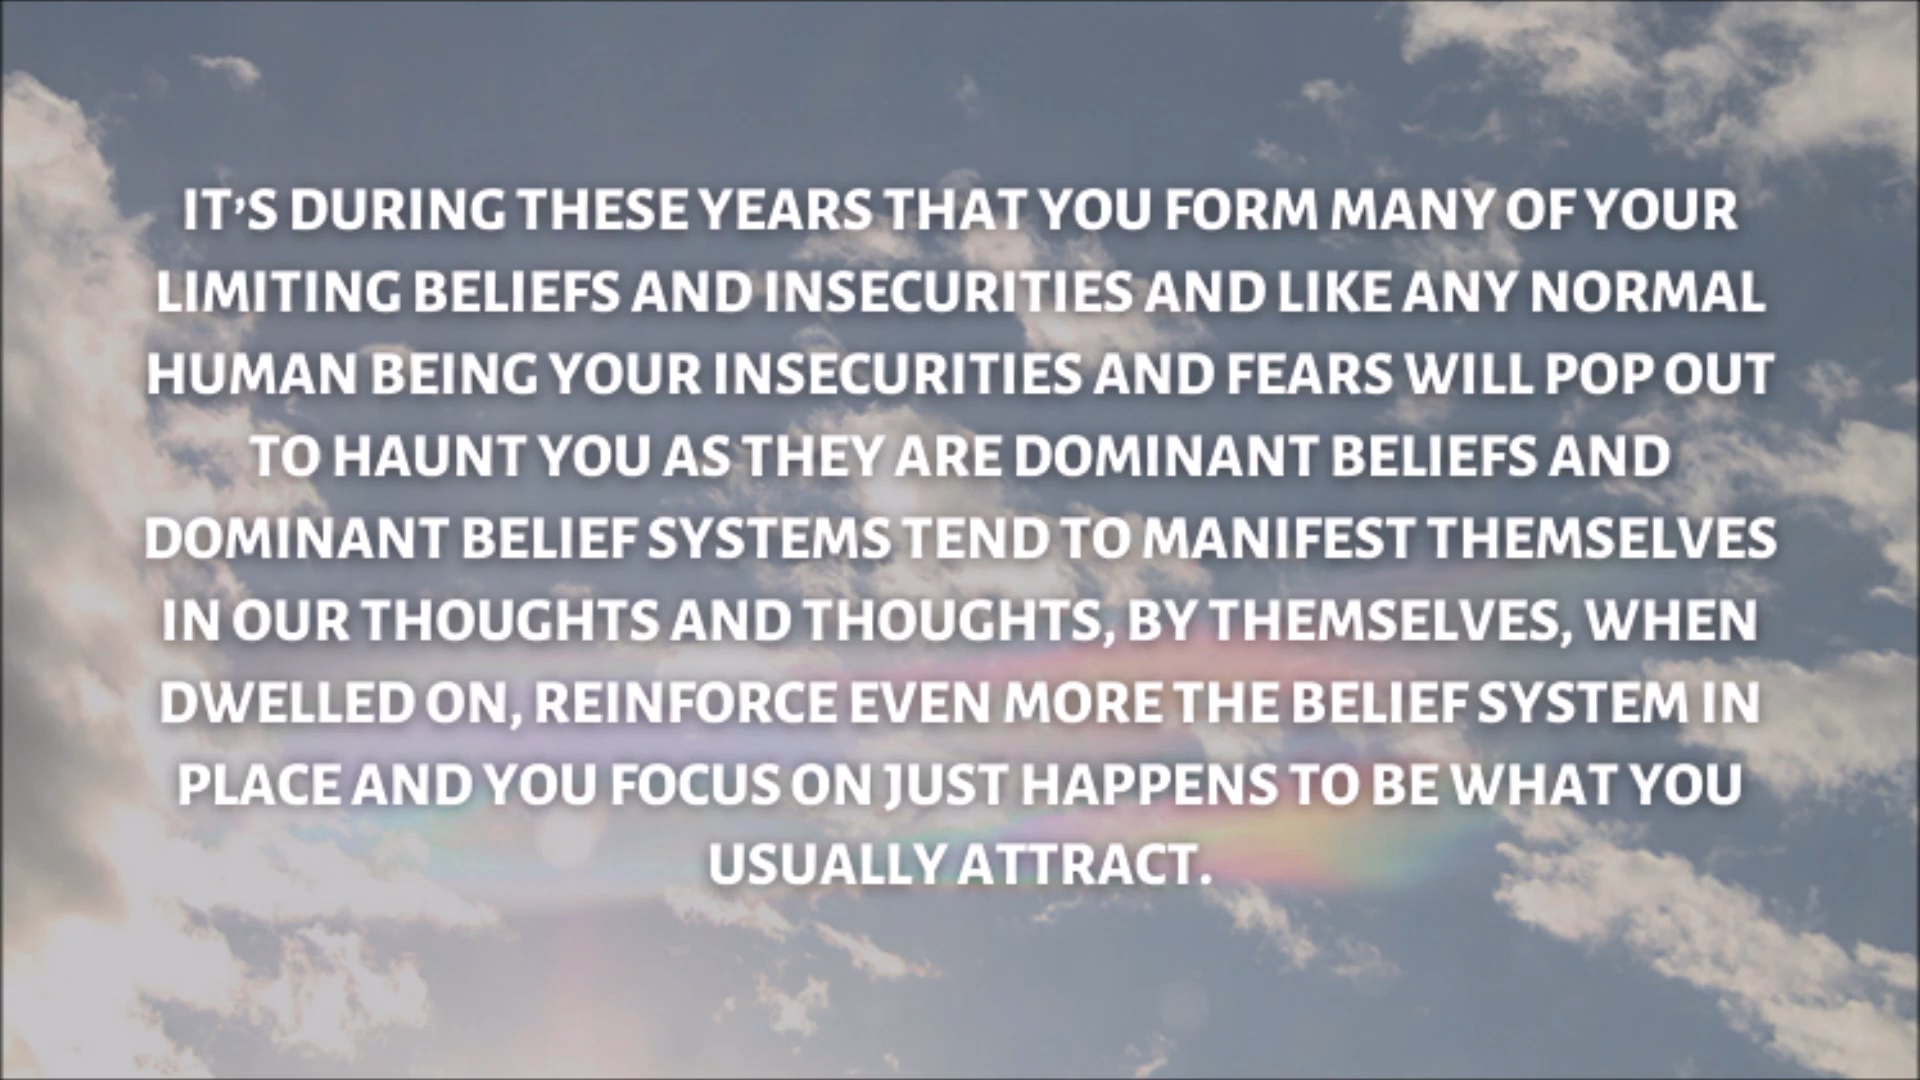 IT'S DURING THESE YEARS THAT YOU FORM MANY OF YOUR
LIMITING BELIEFS AND INSECURITIES AND LIKE ANY NORMAL
HUMAN BEING YOUR INSECURITIES AND FEARS WILL POP OUT
TO HAUNT YOU AS THEY ARE DOMINANT BELIEFS AND
DOMINANT BELIEF SYSTEMS TEND TO MANIFEST THEMSELVES
IN OUR THOUGHTS AND THOUGHTS, BY THEMSELVES, WHEN
DWELLED ON, REINFORCE EVEN MORE THE BELIEF SYSTEM IN
PLACE AND YOU FOCUS ON JUST HAPPENS TO BE WHAT YOU
USUALLY ATTRACT.